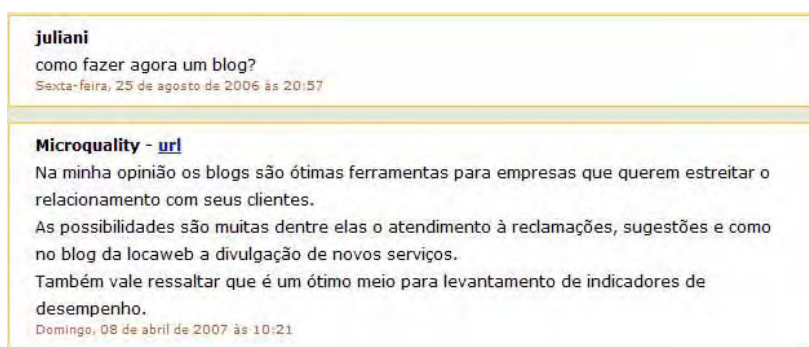 juliani
como fazer agora um blog?
Sexta-feira, 25 de agosto de 2006 às 20:57
Microquality - url
Na minha opinião os blogs são ótimas ferramentas para empresas que querem estreitar o
relacionamento com seus clientes.
As possibilidades são muitas dentre elas o atendimento à reclamações, sugestões e como
no blog da locaweb a divulgação de novos serviços.
Também vale ressaltar que é um ótimo meio para levantamento de indicadores de
desempenho.
Domingo, 08 de abril de 2007 às 10:21